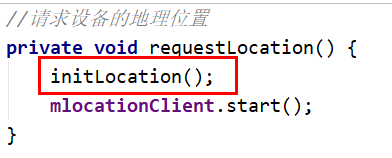 //请求设备的地理位置
private void requestLocation() {
    initLocation();
    mlocationClient.start();
}